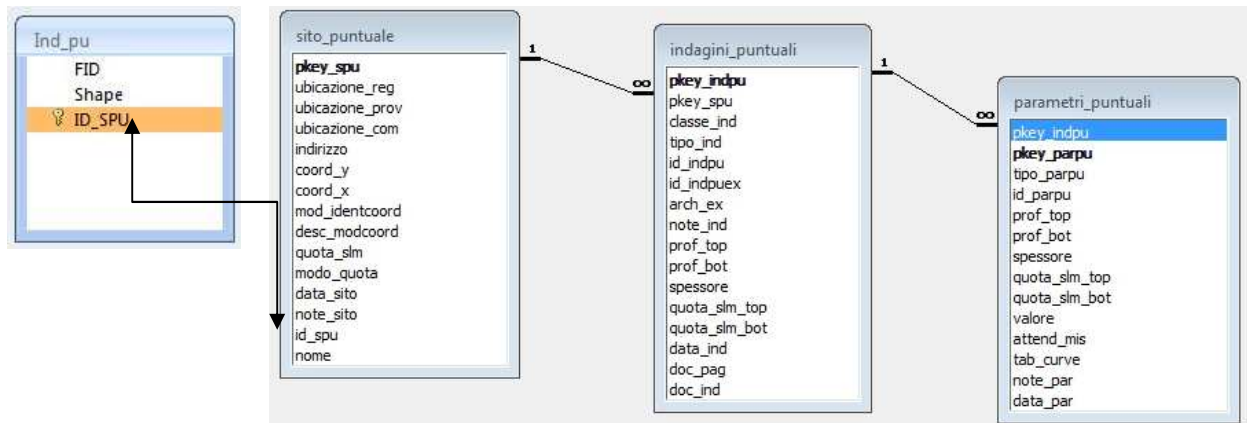 Ind_pu
FID
Shape
ID_SPU
sito_puntuale
pkey_spu
ubicazione_reg
ubicazione_prov
ubicazione_com
indirizzo
coord_y
coord_x
mod_identcoord
desc_modcoord
quota_slm
modo_quota
data_sito
note_sito
id_spu
nome
1
∞
indagini_puntuali
pkey_indpu
pkey_spu
classe_ind
tipo_ind
id_indpu
id_indpuex
arch_ex
note_ind
prof_top
prof_bot
spessore
quota_slm_top
quota_slm_bot
data_ind
doc_pag
doc_ind
1
∞
parametri_puntuali
pkey_indpu
pkey_parpu
tipo_parpu
id_parpu
prof_top
prof_bot
spessore
quota_slm_top
quota_slm_bot
valore
attend_mis
tab_curve
note_par
data_par